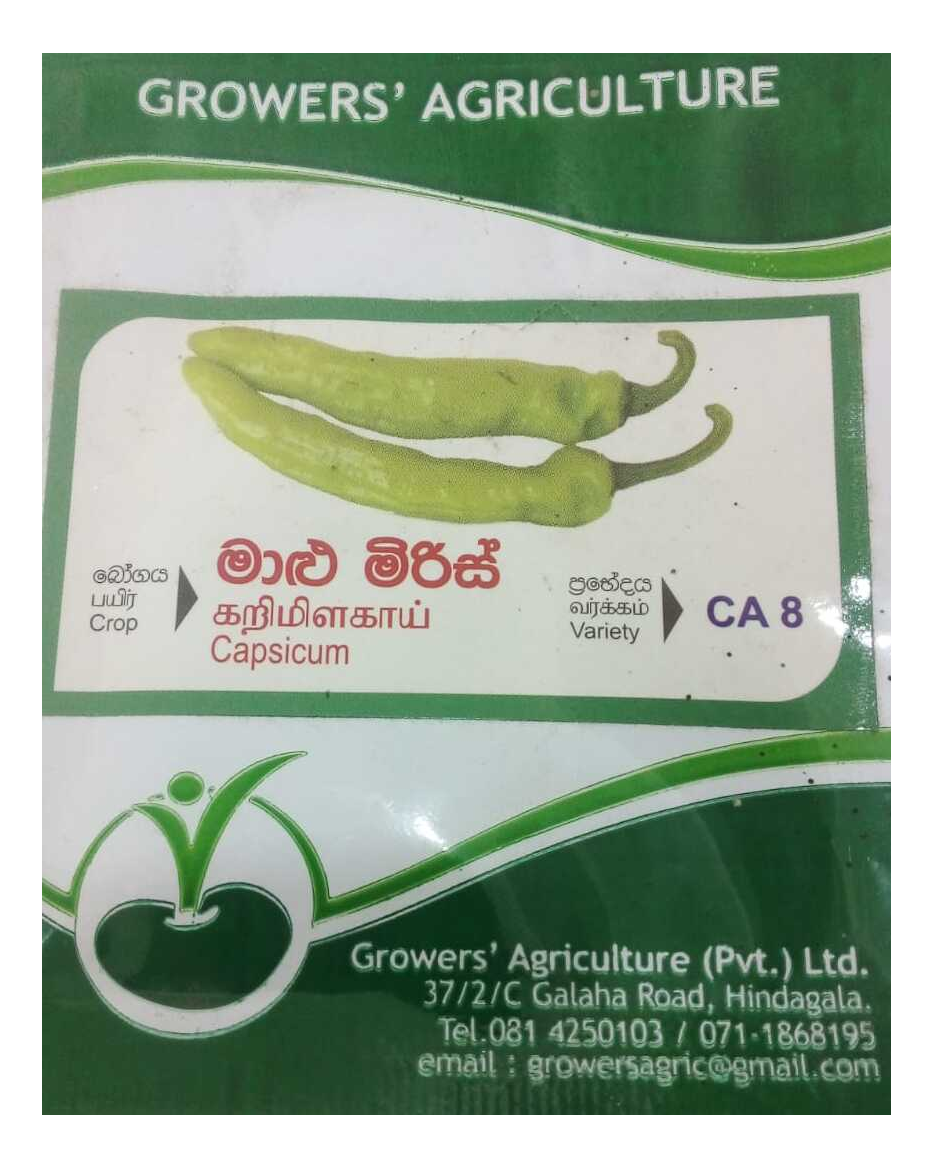 GROWERS' AGRICULTURE
බෝගය
பயிர்
Crop
මාළු මිරිස්
கறிமிளகாய்
Capsicum
ප්‍රභේදය
வர்க்கம்
Variety
CA 8
Growers' Agriculture (Pvt.) Ltd.
37/2/C Galaha Road, Hindagala.
Tel.081 4250103 / 071-1868195
email : growersagric@gmail.com